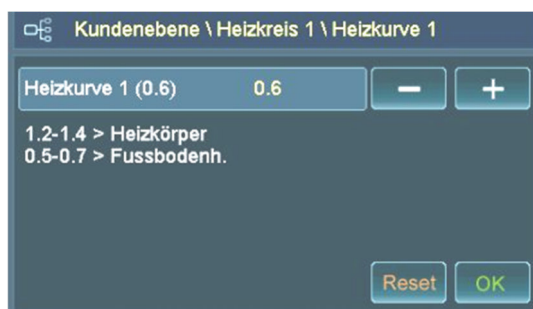 Kundenebene \ Heizkreis 1 \ Heizkurve 1
Heizkurve 1 (0.6) 0.6 − +
1.2-1.4 > Heizkörper
0.5-0.7 > Fussbodenh.
Reset OK